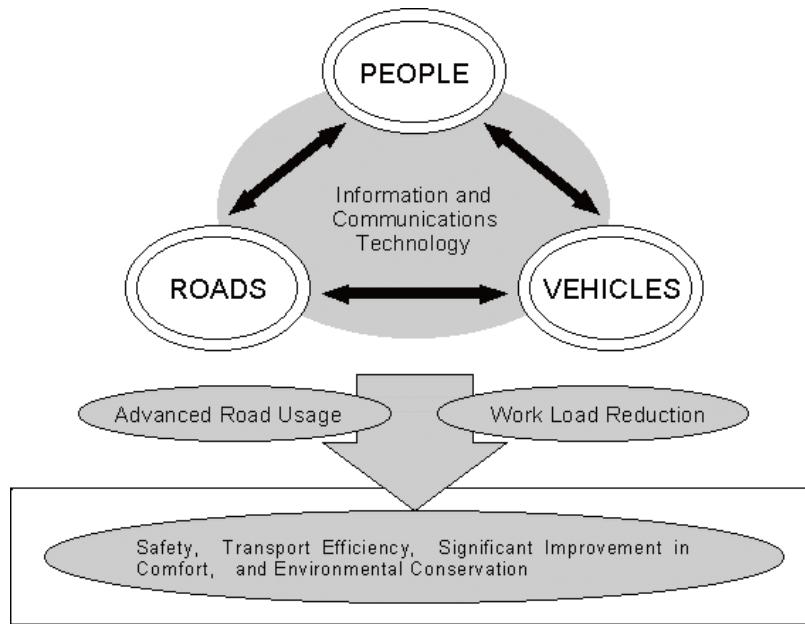 PEOPLE
Information and
Communications
Technology
ROADS
VEHICLES
Advanced Road Usage
Work Load Reduction
Safety, Transport Efficiency, Significant Improvement in
Comfort, and Environmental Conservation